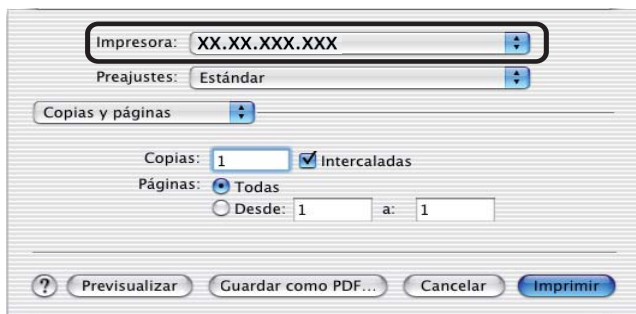 Impresora: XX.XX.XXX.XXX
Preajustes: Estándar
Copias y páginas
Copias: 1 Intercaladas
Páginas: Todas
Desde: 1 a: 1
? Previsualizar Guardar como PDF... Cancelar Imprimir